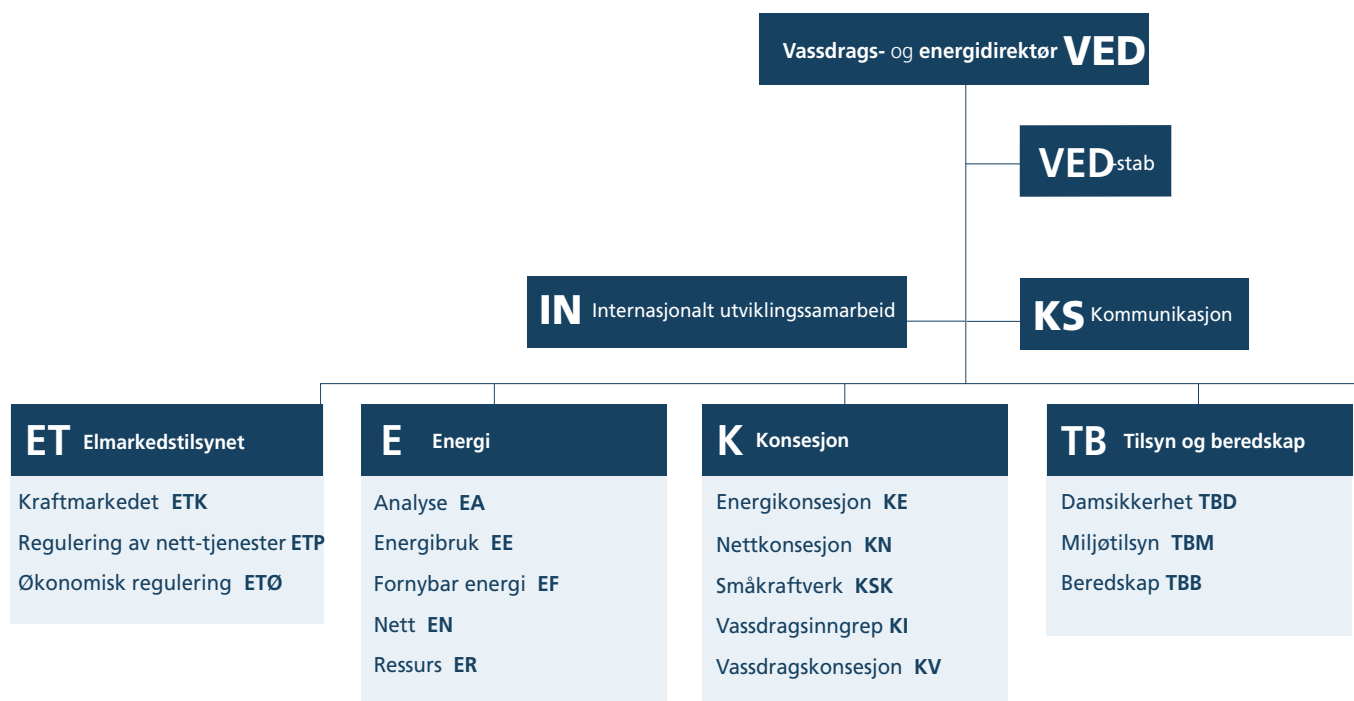 Vassdrags- og energidirektør VED
VED-stab
IN Internasjonalt utviklingssamarbeid
KS Kommunikasjon
ET Elmarkedstilsynet
Kraftmarkedet ETK
Regulering av nett-tjenester ETP
Økonomisk regulering ETØ
E Energi
Analyse EA
Energibruk EE
Fornybar energi EF
Nett EN
Ressurs ER
K Konsesjon
Energikonsesjon KE
Nettkonsesjon KN
Småkraftverk KSK
Vassdragsinngrep KI
Vassdragskonsesjon KV
TB Tilsyn og beredskap
Damsikkerhet TBD
Miljøtilsyn TBM
Beredskap TBB